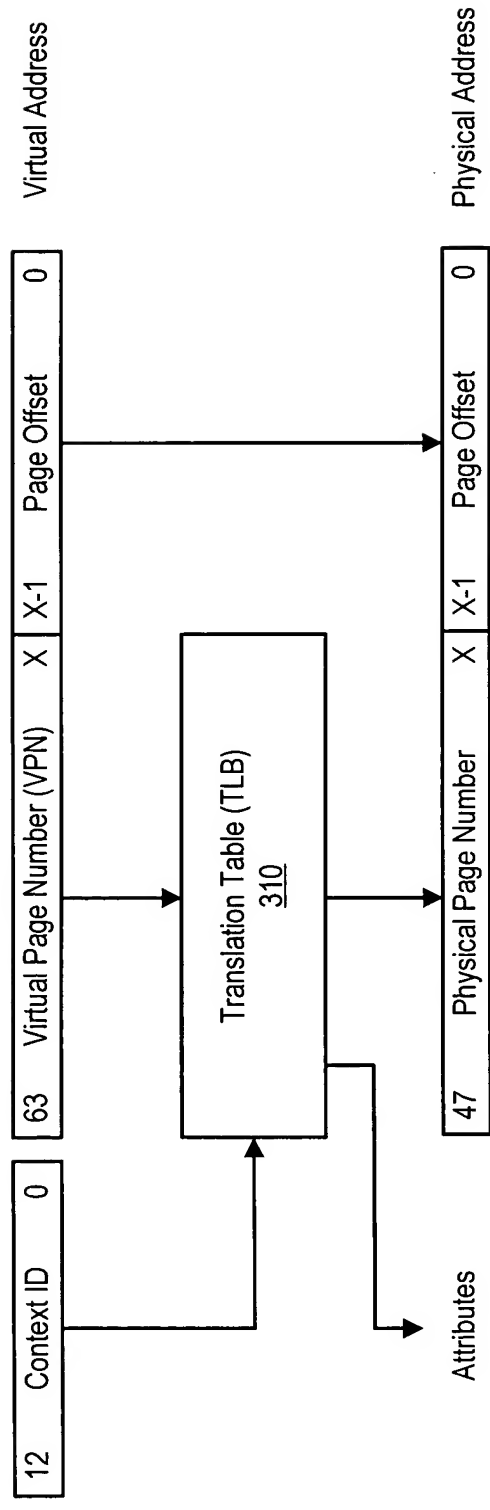 12 Context ID 0
63 Virtual Page Number (VPN) X X-1 Page Offset 0 Virtual Address
Translation Table (TLB)
310
Attributes
47 Physical Page Number X X-1 Page Offset 0 Physical Address